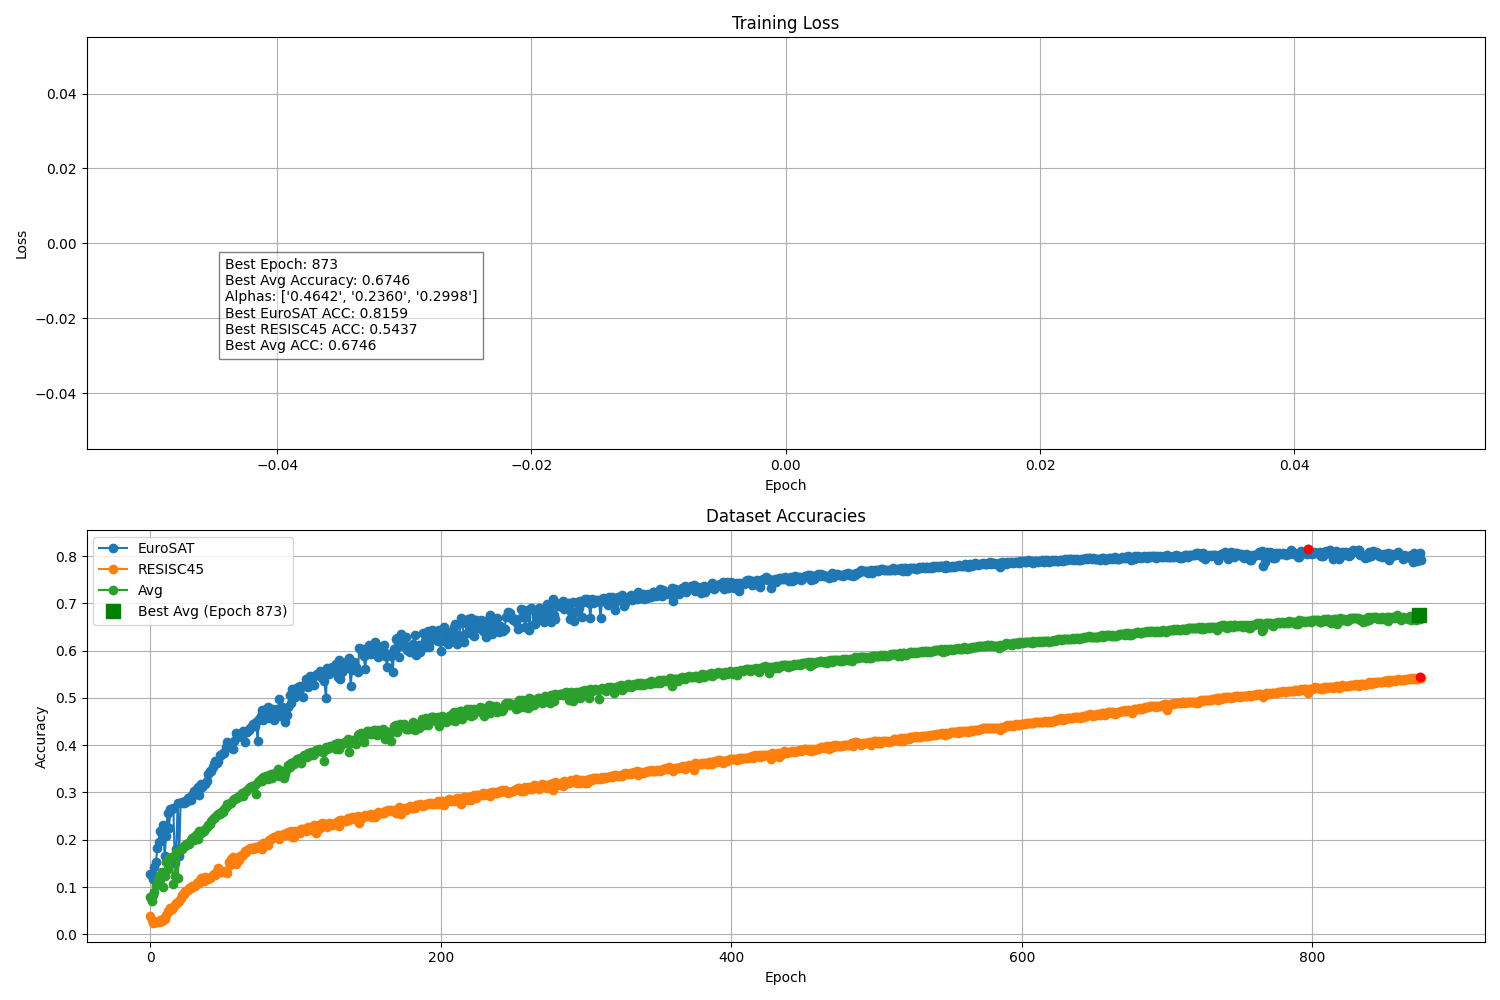 Training Loss
0.04
0.02
0.00
−0.02
−0.04
Loss
Best Epoch: 873
Best Avg Accuracy: 0.6746
Alphas: ['0.4642', '0.2360', '0.2998']
Best EuroSAT ACC: 0.8159
Best RESISC45 ACC: 0.5437
Best Avg ACC: 0.6746
−0.04 −0.02 0.00 0.02 0.04
Epoch
Dataset Accuracies
EuroSAT
RESISC45
Avg
Best Avg (Epoch 873)
0.8
0.7
0.6
0.5
0.4
0.3
0.2
0.1
0.0
Accuracy
0 200 400 600 800
Epoch